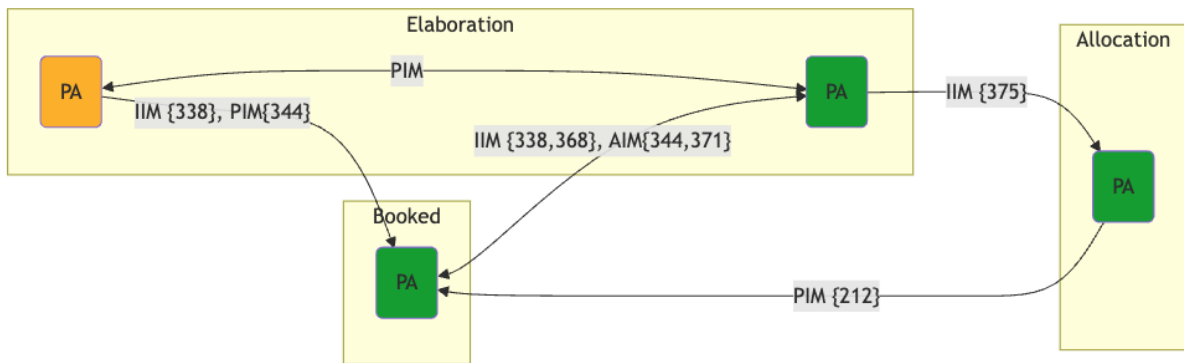 Elaboration
Allocation
PA
PIM
PA
IIM {375}
IIM {338}, PIM{344}
IIM {338,368}, AIM{344,371}
PA
Booked
PA
PIM {212}